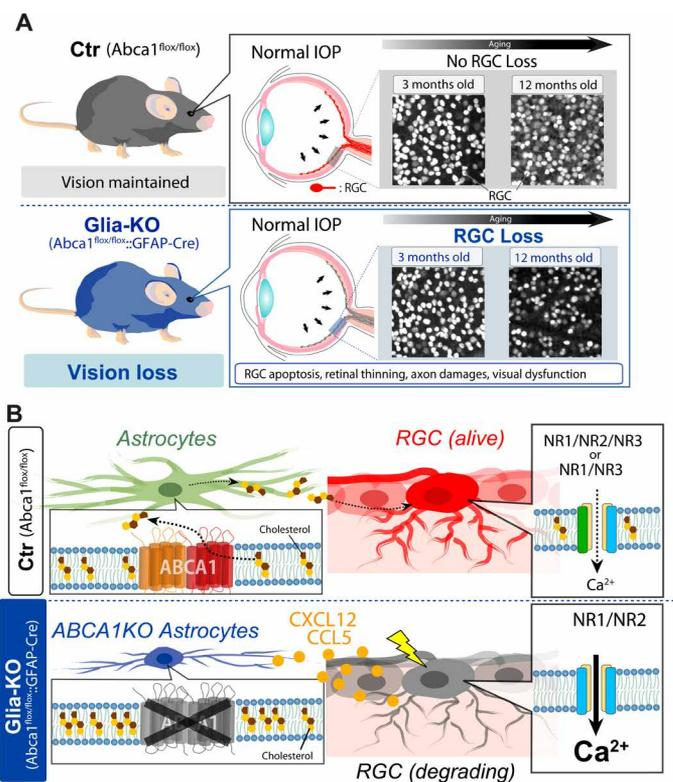 A
Ctr (Abca1flox/flox)
Vision maintained
Normal IOP
Aging
No RGC Loss
3 months old
12 months old
: RGC
RGC
Glia-KO
(Abca1flox/flox::GFAP-Cre)
Vision loss
Normal IOP
Aging
RGC Loss
3 months old
12 months old
RGC apoptosis, retinal thinning, axon damages, visual dysfunction
B
Ctr (Abca1flox/flox)
Astrocytes
RGC (alive)
NR1/NR2/NR3
or
NR1/NR3
Cholesterol
ABCA1
Ca2+
Glia-KO
(Abca1flox/flox::GFAP-Cre)
ABCA1KO Astrocytes
CXCL12
CCL5
NR1/NR2
Cholesterol
Ca2+
RGC (degrading)